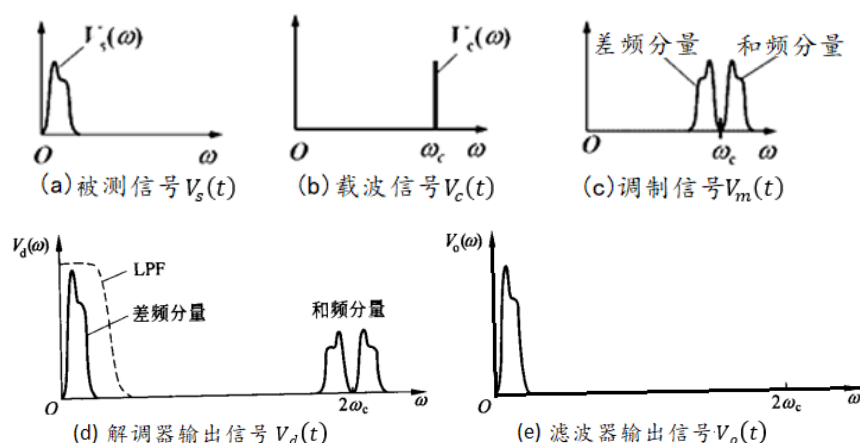 V_s(ω)
O
ω
(a)被测信号V_s(t)
V_c(ω)
O
ω_c
ω
(b)载波信号V_c(t)
差频分量
和频分量
O
ω_c
ω
(c)调制信号V_m(t)
V_d(ω)
LPF
差频分量
和频分量
O
2ω_c
ω
(d) 解调器输出信号 V_d(t)
V_o(ω)
O
2ω_c
ω
(e) 滤波器输出信号V_o(t)